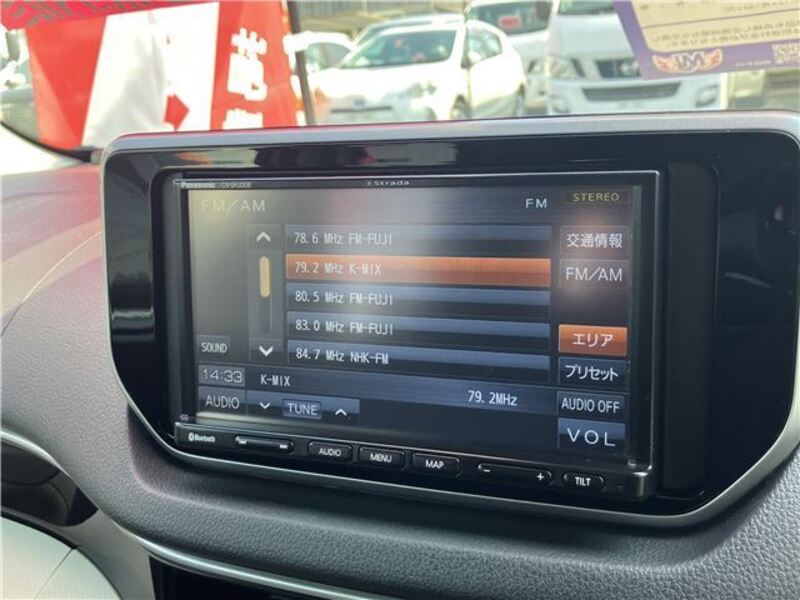 Panasonic
Strada
FM/AM
FM
STEREO
78.6 MHz FM-FUJI
交通情報
79.2 MHz K-MIX
FM/AM
80.5 MHz FM-FUJI
83.0 MHz FM-FUJI
エリア
SOUND
84.7 MHz NHK-FM
プリセット
14:33
K-MIX
79.2MHz
AUDIO
TUNE
AUDIO OFF
VOL
Bluetooth
AUDIO
MENU
MAP
－
＋
TILT